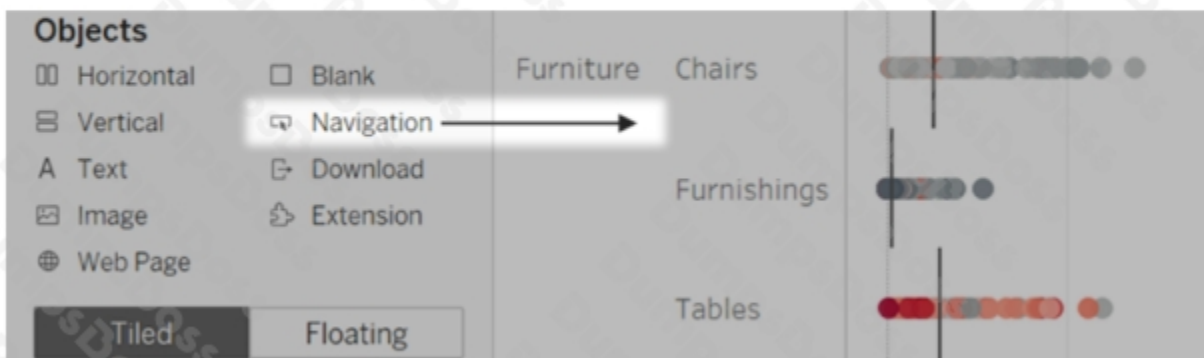 Objects
Horizontal
Blank
Vertical
Navigation
A Text
Download
Image
Extension
Web Page
Tiled
Floating
Furniture
Chairs
Furnishings
Tables